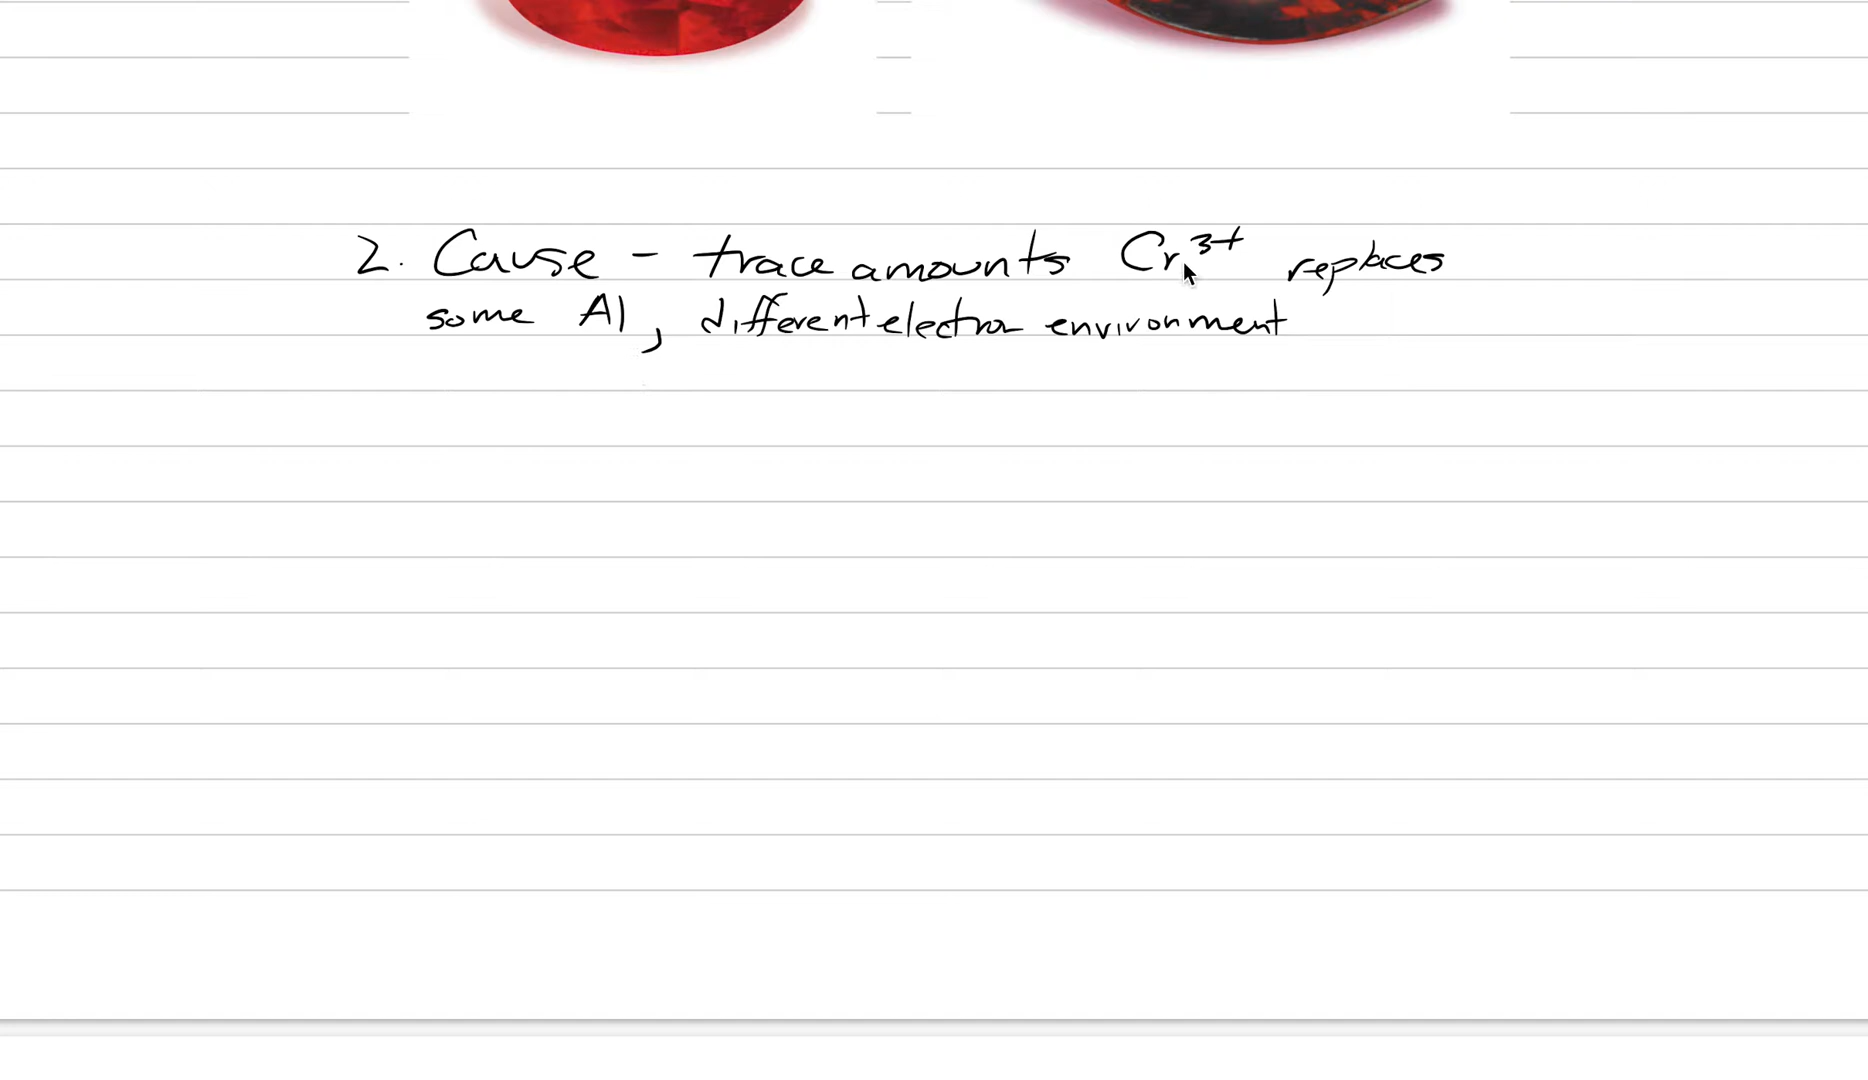 2. Cause - trace amounts Cr³⁺ replaces
some Al, different electron environment